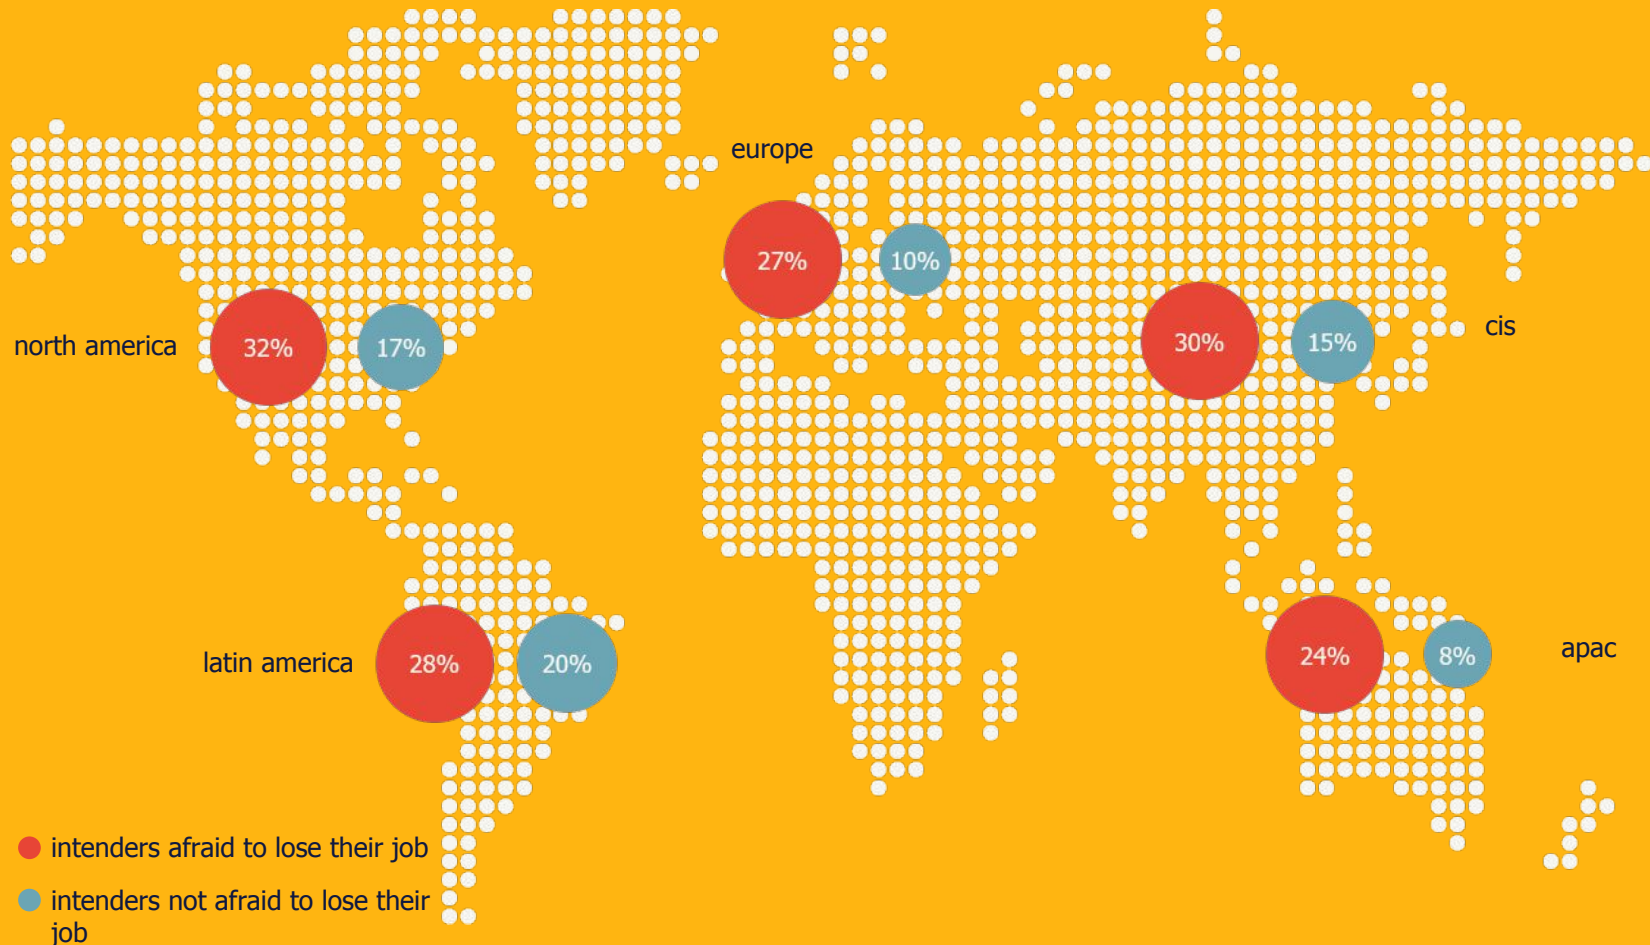 europe
27%
10%
north america
32%
17%
30%
15%
cis
latin america
28%
20%
24%
8%
apac
intenders afraid to lose their job
intenders not afraid to lose their
job